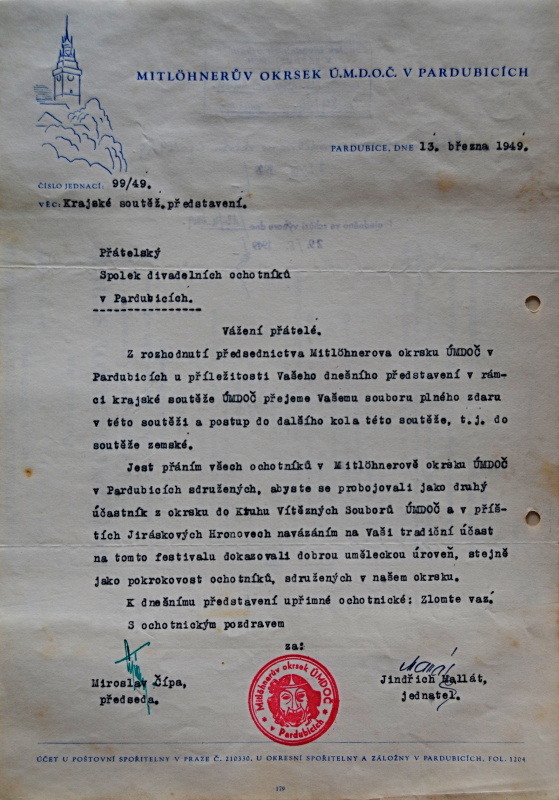 MITLÖHNERŮV OKRSEK Ú.M.D.O.Č. V PARDUBICÍCH
PARDUBICE, DNE 13. března 1949.
ČÍSLO JEDNACÍ: 99/49.
VĚC: Krajské soutěž.představení.
Přátelský
Spolek divadelních ochotníků
v Pardubicích.
Vážení přátelé.
Z rozhodnutí předsednictva Mitlöhnerova okrsku ÚMDOČ v
Pardubicích u příležitosti Vašeho dnešního představení v rám-
ci krajské soutěže ÚMDOČ přejeme Vašemu souboru plného zdaru
v této soutěži a postup do dalšího kola této soutěže, t.j. do
soutěže zemské.
Jest přáním všech ochotníků v Mitlöhnerově okrsku ÚMDOČ
v Pardubicích sdružených, abyste se probojovali jako druhý
účastník z okrsku do Kruhu Vítězných Souborů ÚMDOČ a v příš-
tích Jiráskových Hronovech navázáním na Vaši tradiční účast
na tomto festivalu dokazovali dobrou uměleckou úroveň, stejně
jako pokrokovost ochotníků, sdružených v našem okrsku.
K dnešnímu představení upřimné ochotnické: Zlomte vaz.
S ochotnickým pozdravem
za:
Miroslav Čípa,
předseda.
Mitlöhnerův okrsek ÚMDOČ
v Pardubicích
Jindřich Mallát,
jednatel.
ÚČET U POŠTOVNÍ SPOŘITELNY V PRAZE Č. 210330, U OKRESNÍ SPOŘITELNY A ZÁLOŽNY V PARDUBICÍCH, FOL. 1204
179